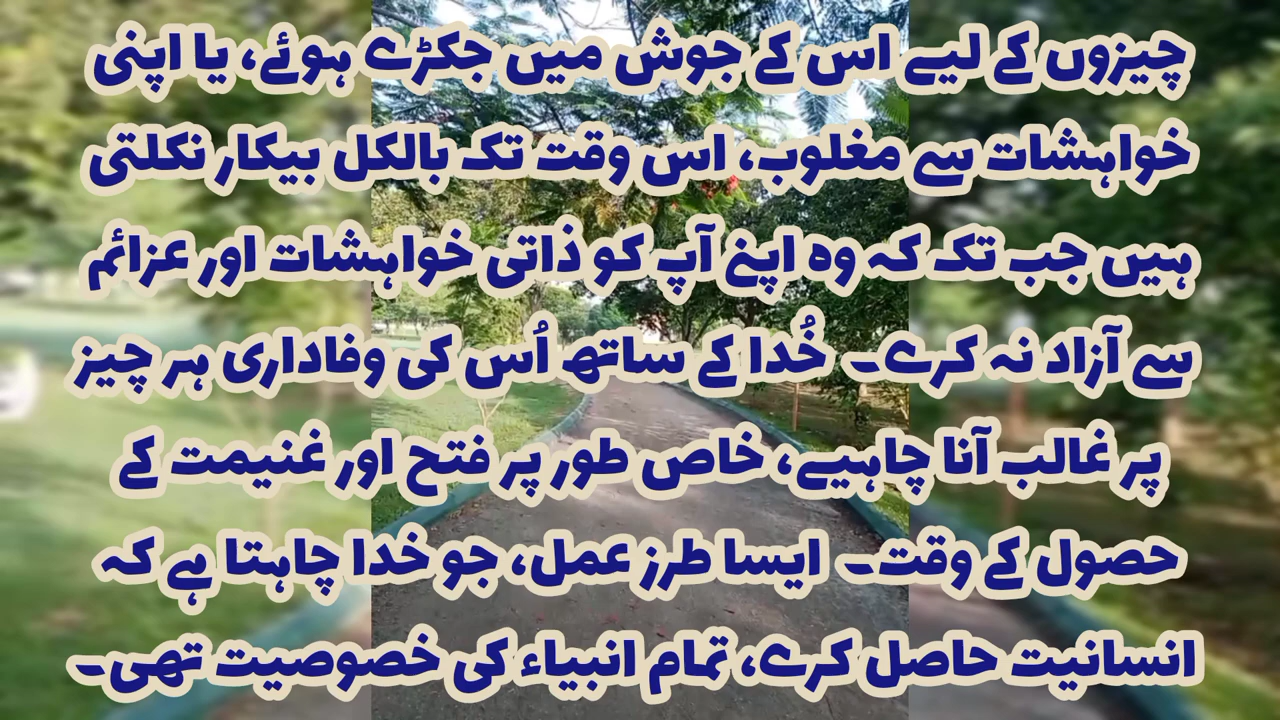 چیزوں کے لیے اس کے جوش میں جکڑے ہوئے، یا اپنی
خواہشات سے مغلوب، اس وقت تک بالکل بیکار نکلتی
ہیں جب تک کہ وہ اپنے آپ کو ذاتی خواہشات اور عزائم
سے آزاد نہ کرے۔ خُدا کے ساتھ اُس کی وفاداری ہر چیز
پر غالب آنا چاہیے، خاص طور پر فتح اور غنیمت کے
حصول کے وقت۔ ایسا طرز عمل، جو خدا چاہتا ہے کہ
انسانیت حاصل کرے، تمام انبیاء کی خصوصیت تھی۔